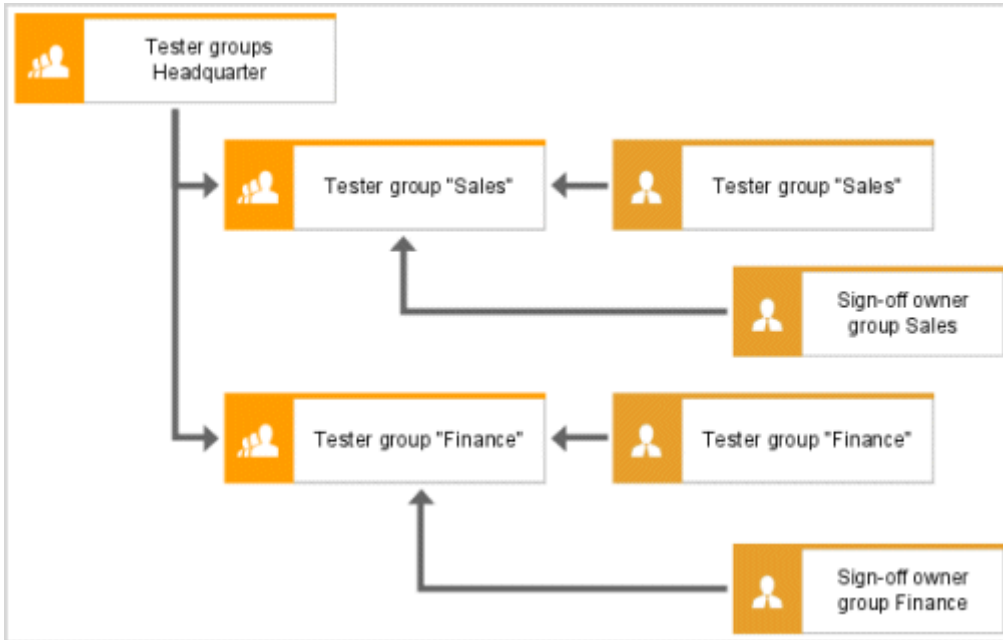 Tester groups
Headquarter
Tester group "Sales"
Tester group "Sales"
Sign-off owner
group Sales
Tester group "Finance"
Tester group "Finance"
Sign-off owner
group Finance